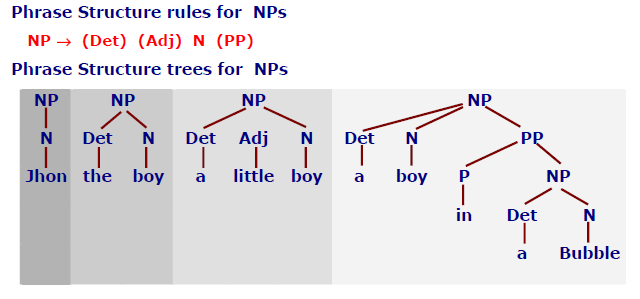 Phrase Structure rules for NPs
NP → (Det) (Adj) N (PP)
Phrase Structure trees for NPs
NP NP NP NP
N Det N Det Adj N Det N PP
Jhon the boy a little boy a boy P NP
in Det N
a Bubble